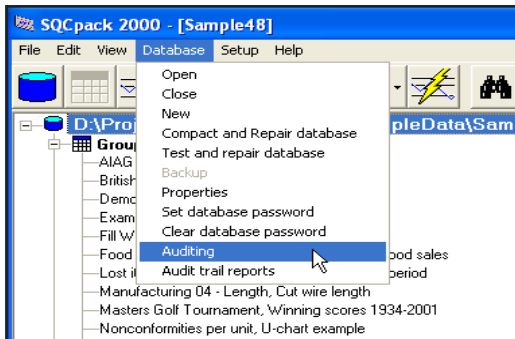 SQCpack 2000 - [Sample48]
File Edit View Database Setup Help
Open
Close
New
Compact and Repair database
Test and repair database
Backup
Properties
Set database password
Clear database password
Auditing
Audit trail reports
D:\Proj pleData\Sam
Grou
AIAG
British
Demo
Exam
Fill W
Food ood sales
Lost it period
Manufacturing 04 - Length, Cut wire length
Masters Golf Tournament, Winning scores 1934-2001
Nonconformities per unit, U-chart example